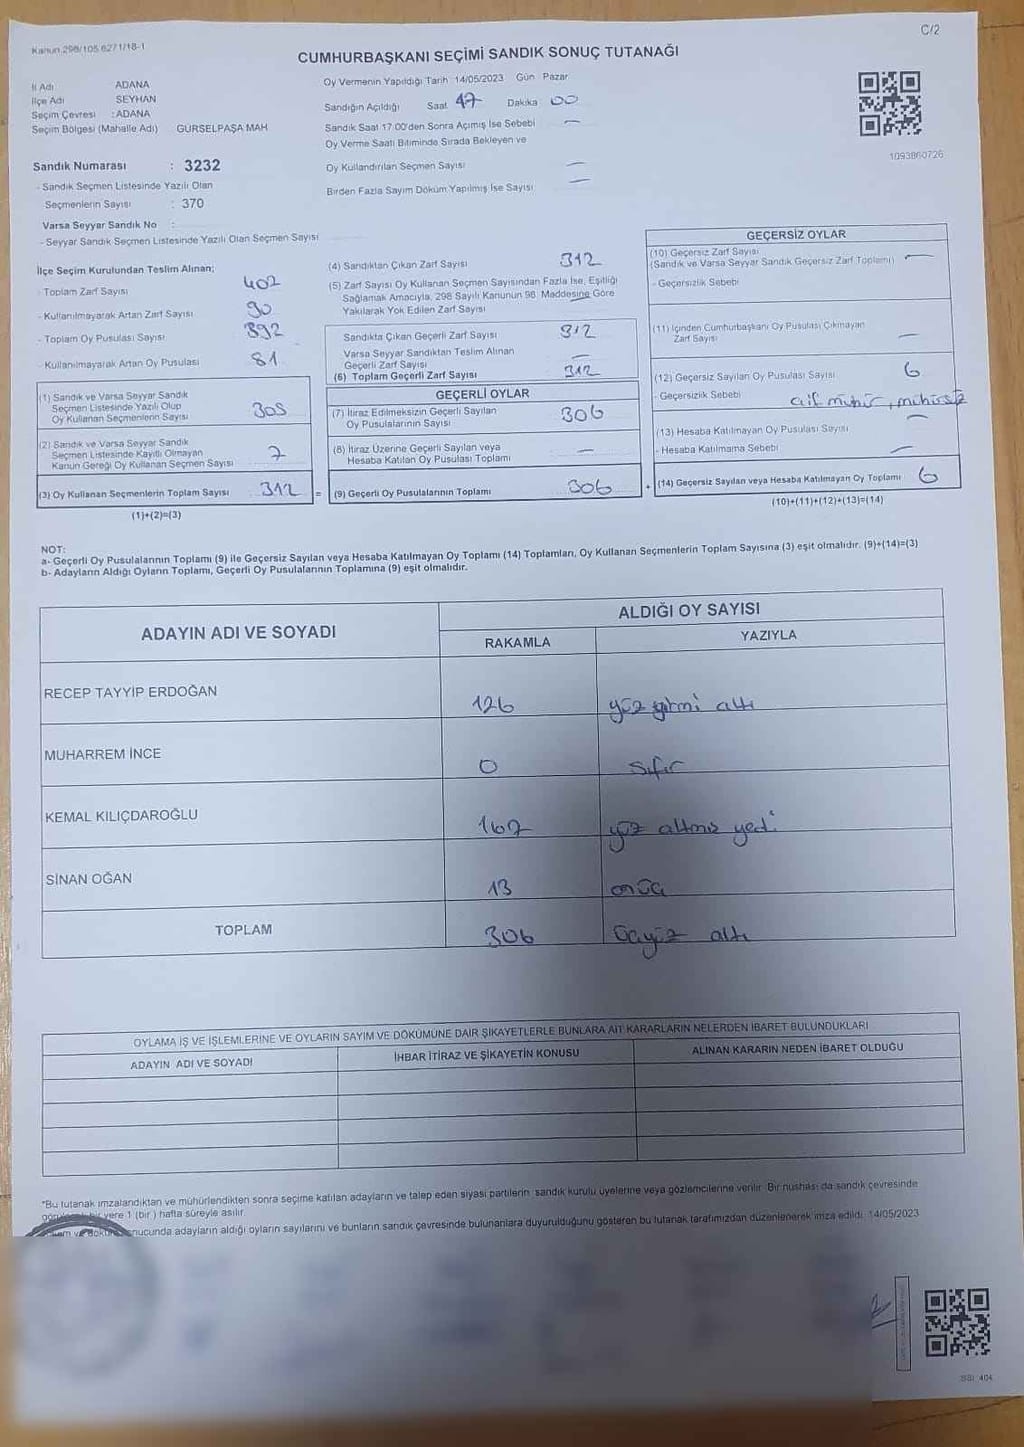 Kanun 298/105,6271/18-1
C/2
CUMHURBAŞKANI SEÇİMİ SANDIK SONUÇ TUTANAĞI
İl Adı ADANA
İlçe Adı SEYHAN
Seçim Çevresi : ADANA
Seçim Bölgesi (Mahalle Adı) GÜRSELPAŞA MAH
Oy Vermenin Yapıldığı Tarih 14/05/2023 Gün Pazar
Sandığın Açıldığı Saat 17 Dakika 00
Sandık Saat 17:00'den Sonra Açımış İse Sebebi —
Oy Verme Saati Bitiminde Sırada Bekleyen ve
Oy Kullandırılan Seçmen Sayısı —
Birden Fazla Sayım Döküm Yapılmış İse Sayısı —
1093860726
Sandık Numarası : 3232
- Sandık Seçmen Listesinde Yazılı Olan
Seçmenlerin Sayısı : 370
Varsa Seyyar Sandık No :
- Seyyar Sandık Seçmen Listesinde Yazılı Olan Seçmen Sayısı
İlçe Seçim Kurulundan Teslim Alınan;
- Toplam Zarf Sayısı 402
- Kullanılmayarak Artan Zarf Sayısı 90
- Toplam Oy Pusulası Sayısı 392
- Kullanılmayarak Artan Oy Pusulası 81
(1) Sandık ve Varsa Seyyar Sandık
Seçmen Listesinde Yazılı Olup
Oy Kullanan Seçmenlerin Sayısı 305
(2) Sandık ve Varsa Seyyar Sandık
Seçmen Listesinde Kayıtlı Olmayan
Kanun Gereği Oy Kullanan Seçmen Sayısı 7
(3) Oy Kullanan Seçmenlerin Toplam Sayısı 312 =
(1)+(2)=(3)
(4) Sandıktan Çıkan Zarf Sayısı 312
(5) Zarf Sayısı Oy Kullanan Seçmen Sayısından Fazla İse, Eşitliği
Sağlamak Amacıyla, 298 Sayılı Kanunun 98. Maddesine Göre
Yakılarak Yok Edilen Zarf Sayısı —
Sandıkta Çıkan Geçerli Zarf Sayısı 312
Varsa Seyyar Sandıktan Teslim Alınan
Geçerli Zarf Sayısı —
(6) Toplam Geçerli Zarf Sayısı 312
GEÇERLİ OYLAR
(7) İtiraz Edilmeksizin Geçerli Sayılan
Oy Pusulalarının Sayısı 306
(8) İtiraz Üzerine Geçerli Sayılan veya
Hesaba Katılan Oy Pusulası Toplamı —
(9) Geçerli Oy Pusulalarının Toplamı 306 +
GEÇERSİZ OYLAR
(10) Geçersiz Zarf Sayısı
(Sandık ve Varsa Seyyar Sandık Geçersiz Zarf Toplamı) —
- Geçersizlik Sebebi
(11) İçinden Cumhurbaşkanı Oy Pusulası Çıkmayan
Zarf Sayısı —
(12) Geçersiz Sayılan Oy Pusulası Sayısı 6
- Geçersizlik Sebebi çift mühür, mühürsüz
(13) Hesaba Katılmayan Oy Pusulası Sayısı —
- Hesaba Katılmama Sebebi —
(14) Geçersiz Sayılan veya Hesaba Katılmayan Oy Toplamı 6
(10)+(11)+(12)+(13)=(14)
NOT:
a- Geçerli Oy Pusulalarının Toplamı (9) ile Geçersiz Sayılan veya Hesaba Katılmayan Oy Toplamı (14) Toplamları, Oy Kullanan Seçmenlerin Toplam Sayısına (3) eşit olmalıdır. (9)+(14)=(3)
b- Adayların Aldığı Oyların Toplamı, Geçerli Oy Pusulalarının Toplamına (9) eşit olmalıdır.
ADAYIN ADI VE SOYADI ALDIĞI OY SAYISI
RAKAMLA YAZIYLA
RECEP TAYYİP ERDOĞAN 126 yüz yirmi altı
MUHARREM İNCE 0 sıfır
KEMAL KILIÇDAROĞLU 167 yüz altmış yedi
SİNAN OĞAN 13 onüç
TOPLAM 306 üçyüz altı
OYLAMA İŞ VE İŞLEMLERİNE VE OYLARIN SAYIM VE DÖKÜMÜNE DAİR ŞİKAYETLERLE BUNLARA AİT KARARLARIN NELERDEN İBARET BULUNDUKLARI
ADAYIN ADI VE SOYADI İHBAR İTİRAZ VE ŞİKAYETİN KONUSU ALINAN KARARIN NEDEN İBARET OLDUĞU
*Bu tutanak imzalandıktan ve mühürlendikten sonra seçime katılan adayların ve talep eden siyasi partilerin sandık kurulu üyelerine veya gözlemcilerine verilir. Bir nushası da sandık çevresinde
bir yere 1 (bir) hafta süreyle asılır.
adayların aldığı oyların sayılarını ve bunların sandık çevresinde bulunanlara duyurulduğunu gösteren bu tutanak tarafımızdan düzenlenerek imza edildi. 14/05/2023
BSI 404